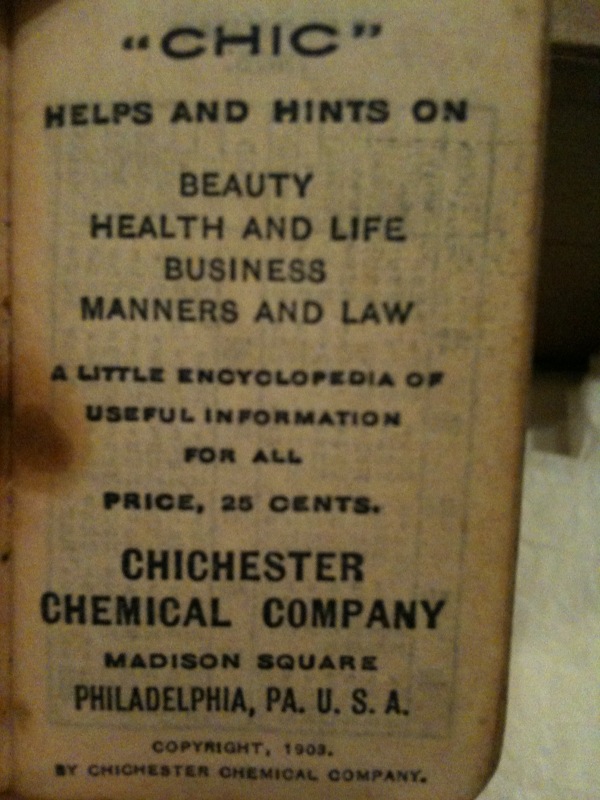 "CHIC"
HELPS AND HINTS ON
BEAUTY
HEALTH AND LIFE
BUSINESS
MANNERS AND LAW
A LITTLE ENCYCLOPEDIA OF
USEFUL INFORMATION
FOR ALL
PRICE, 25 CENTS.
CHICHESTER
CHEMICAL COMPANY
MADISON SQUARE
PHILADELPHIA, PA. U. S. A.
COPYRIGHT, 1903.
BY CHICHESTER CHEMICAL COMPANY.